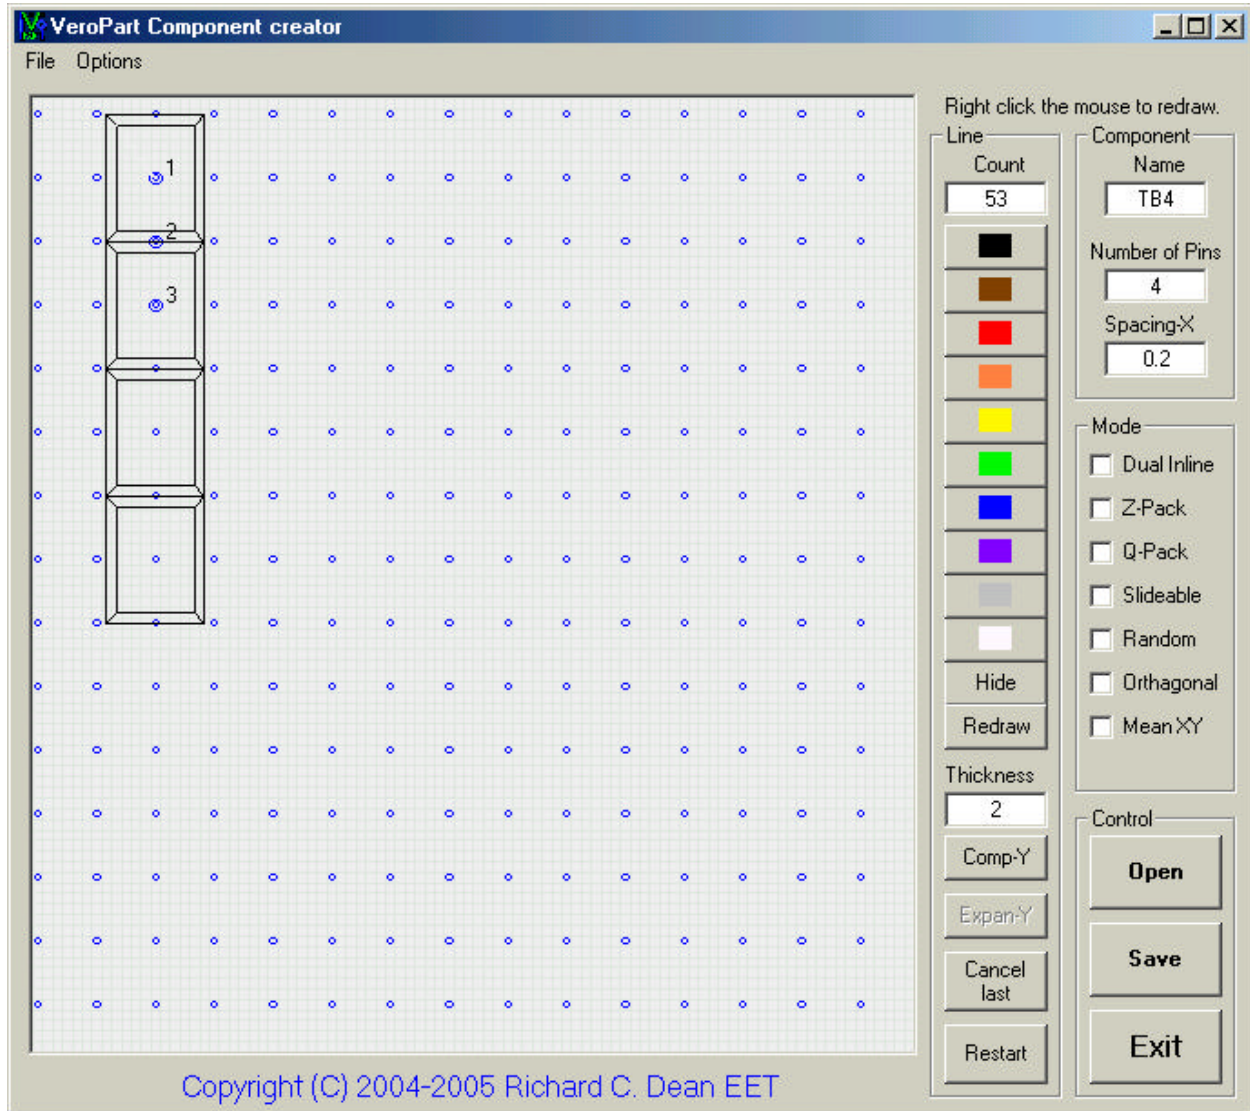 VeroPart Component creator
File Options
Right click the mouse to redraw.
1
2
3
Line
Count
53
Hide
Redraw
Thickness
2
Comp-Y
Expan-Y
Cancel
last
Restart
Component
Name
TB4
Number of Pins
4
Spacing-X
0.2
Mode
Dual Inline
Z-Pack
Q-Pack
Slideable
Random
Orthagonal
Mean XY
Control
Open
Save
Exit
Copyright (C) 2004-2005 Richard C. Dean EET